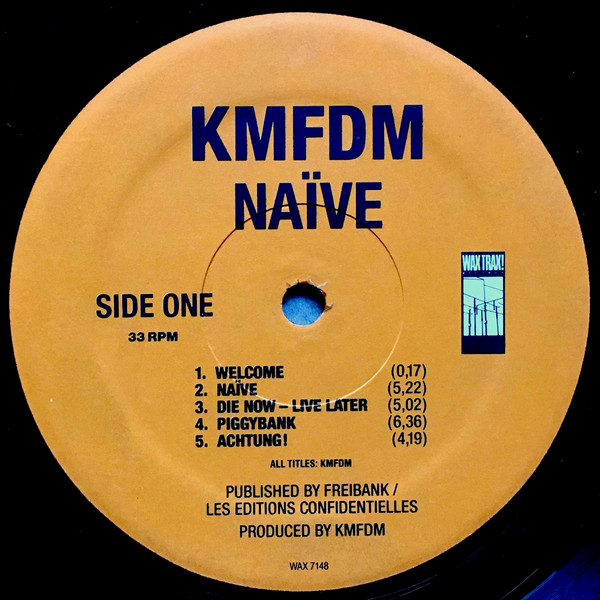 KMFDM
NAÏVE
WAX TRAX!
SIDE ONE
33 RPM
1. WELCOME (0,17)
2. NAÏVE (5,22)
3. DIE NOW – LIVE LATER (5,02)
4. PIGGYBANK (6,36)
5. ACHTUNG! (4,19)
ALL TITLES: KMFDM
PUBLISHED BY FREIBANK /
LES EDITIONS CONFIDENTIELLES
PRODUCED BY KMFDM
WAX 7148